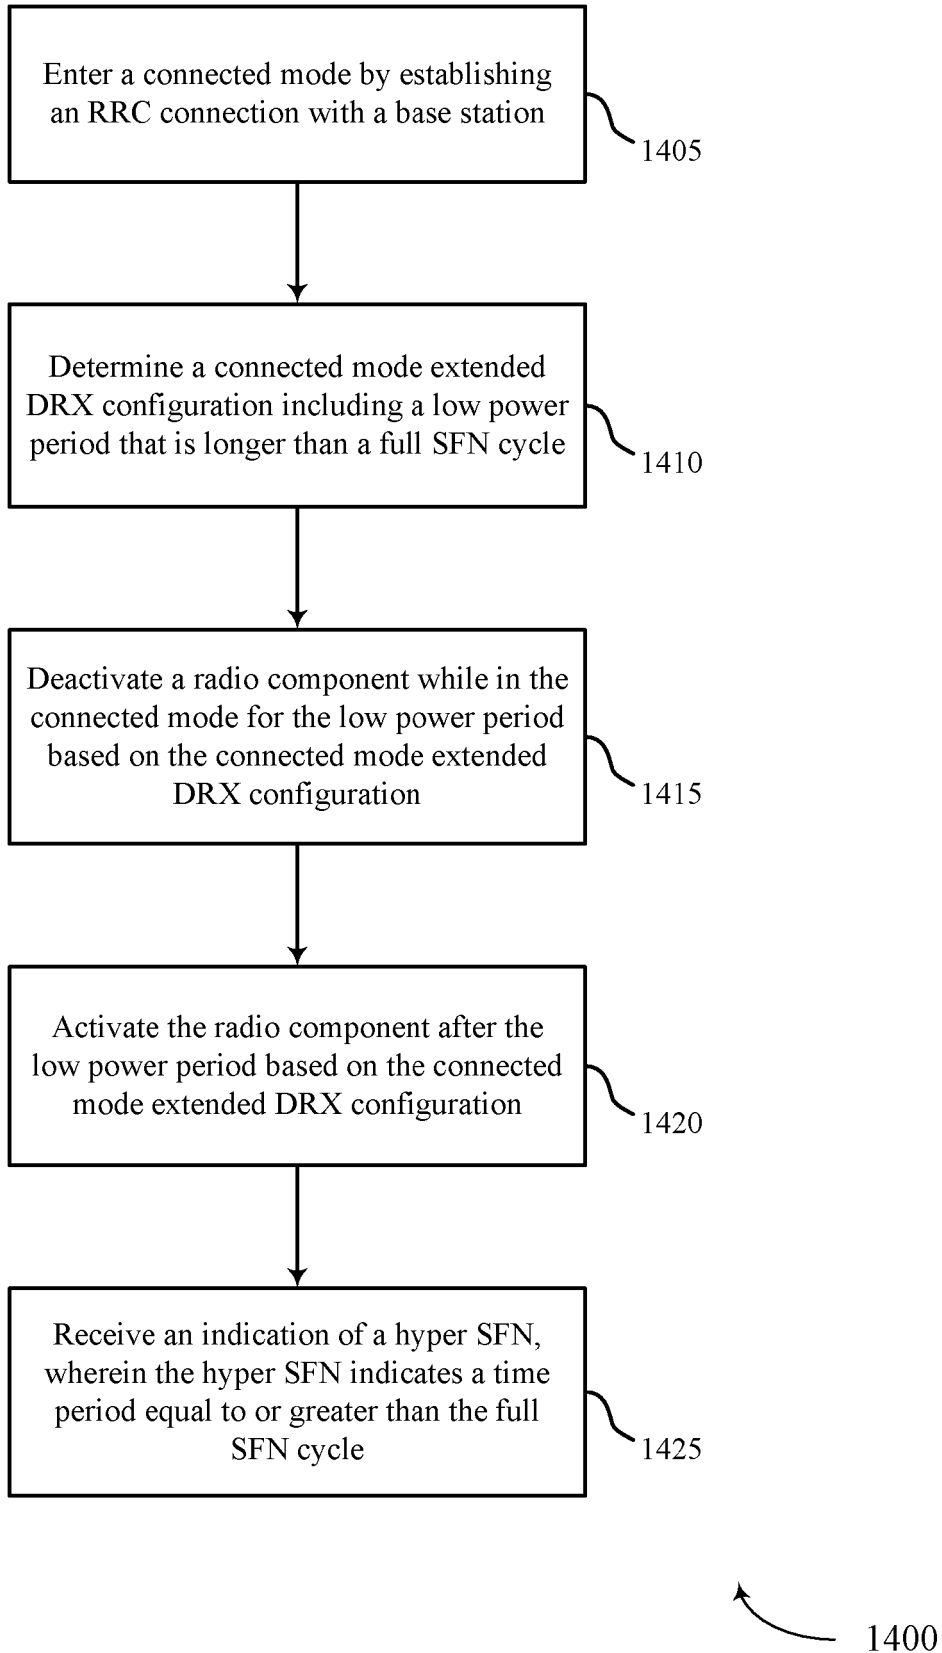 Enter a connected mode by establishing
an RRC connection with a base station
1405
Determine a connected mode extended
DRX configuration including a low power
period that is longer than a full SFN cycle
1410
Deactivate a radio component while in the
connected mode for the low power period
based on the connected mode extended
DRX configuration
1415
Activate the radio component after the
low power period based on the connected
mode extended DRX configuration
1420
Receive an indication of a hyper SFN,
wherein the hyper SFN indicates a time
period equal to or greater than the full
SFN cycle
1425
1400